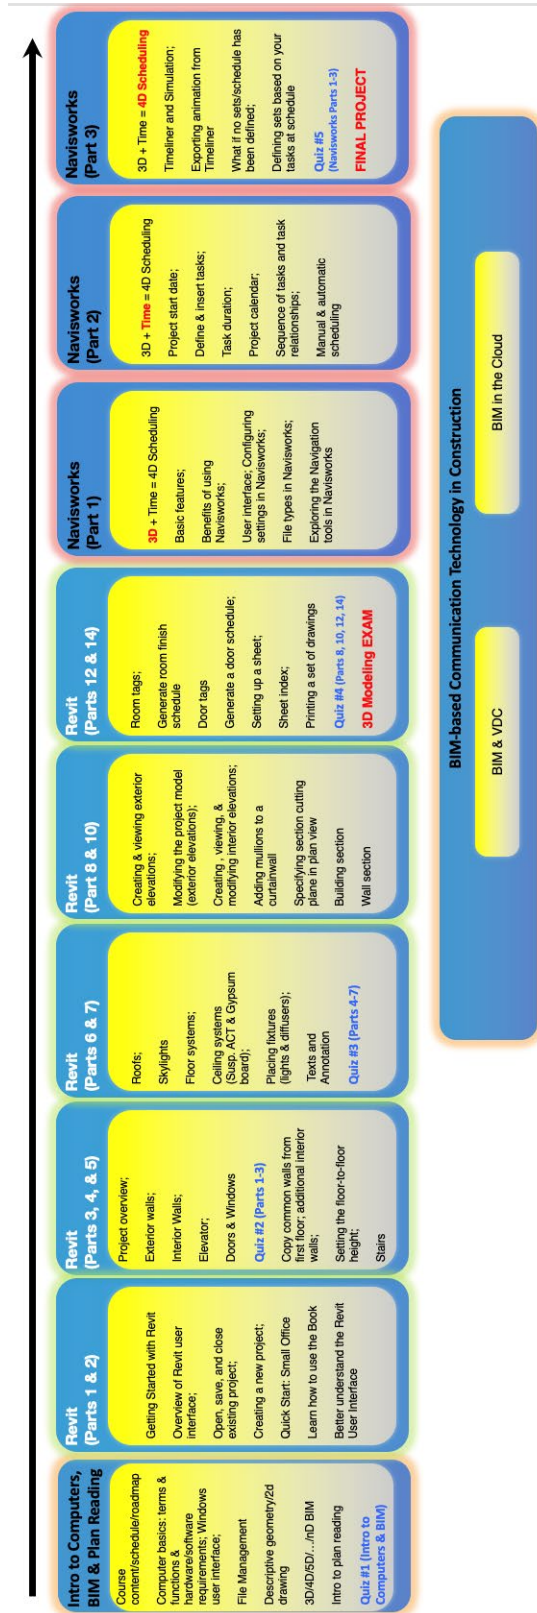 Intro to Computers,
BIM & Plan Reading
Course
content/schedule/roadmap
Computer basics: terms &
functions &
hardware/software
requirements; Windows
user interface;
File Management
Descriptive geometry/2d
drawing
3D/4D/5D/…/nD BIM
Intro to plan reading
Quiz #1 (Intro to
Computers & BIM)
Revit
(Parts 1 & 2)
Getting Started with Revit
Overview of Revit user
interface;
Open, save, and close
existing project;
Creating a new project;
Quick Start: Small Office
Learn how to use the Book
Better understand the Revit
User Interface
Revit
(Parts 3, 4, & 5)
Project overview;
Exterior walls;
Interior Walls;
Elevator;
Doors & Windows
Quiz #2 (Parts 1-3)
Copy common walls from
first floor; additional interior
walls;
Setting the floor-to-floor
height;
Stairs
Revit
(Parts 6 & 7)
Roofs;
Skylights
Floor systems;
Ceiling systems
(Susp. ACT & Gypsum
board);
Placing fixtures
(lights & diffusers);
Texts and
Annotation
Quiz #3 (Parts 4-7)
Revit
(Part 8 & 10)
Creating & viewing exterior
elevations;
Modifying the project model
(exterior elevations);
Creating , viewing, &
modifying interior elevations;
Adding mullions to a
curtainwall
Specifying section cutting
plane in plan view
Building section
Wall section
Revit
(Parts 12 & 14)
Room tags;
Generate room finish
schedule
Door tags
Generate a door schedule;
Setting up a sheet;
Sheet index;
Printing a set of drawings
Quiz #4 (Parts 8, 10, 12, 14)
3D Modeling EXAM
Navisworks
(Part 1)
3D + Time = 4D Scheduling
Basic features;
Benefits of using
Navisworks;
User interface; Configuring
settings in Navisworks;
File types in Navisworks;
Exploring the Navigation
tools in Navisworks
Navisworks
(Part 2)
3D + Time = 4D Scheduling
Project start date;
Define & insert tasks;
Task duration;
Project calendar;
Sequence of tasks and task
relationships;
Manual & automatic
scheduling
Navisworks
(Part 3)
3D + Time = 4D Scheduling
Timeliner and Simulation;
Exporting animation from
Timeliner
What if no sets/schedule has
been defined;
Defining sets based on your
tasks at schedule
Quiz #5
(Navisworks Parts 1-3)
FINAL PROJECT
BIM-based Communication Technology in Construction
BIM & VDC
BIM in the Cloud